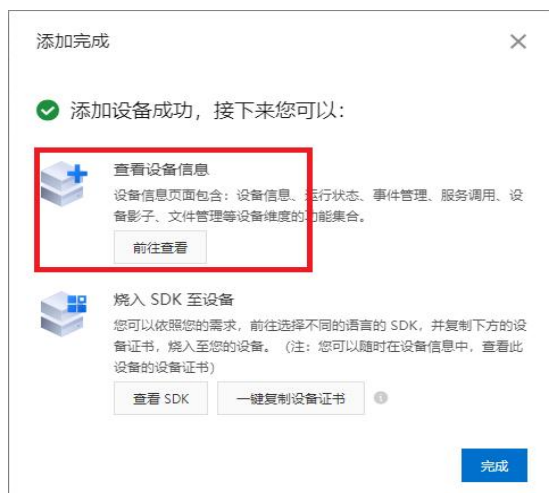 添加完成
添加设备成功，接下来您可以：
查看设备信息
设备信息页面包含：设备信息、运行状态、事件管理、服务调用、设
备影子、文件管理等设备维度的功能集合。
前往查看
烧入 SDK 至设备
您可以依照您的需求，前往选择不同的语言的 SDK，并复制下方的设
备证书，烧入至您的设备。（注：您可以随时在设备信息中，查看此
设备的设备证书)
查看 SDK 一键复制设备证书
完成